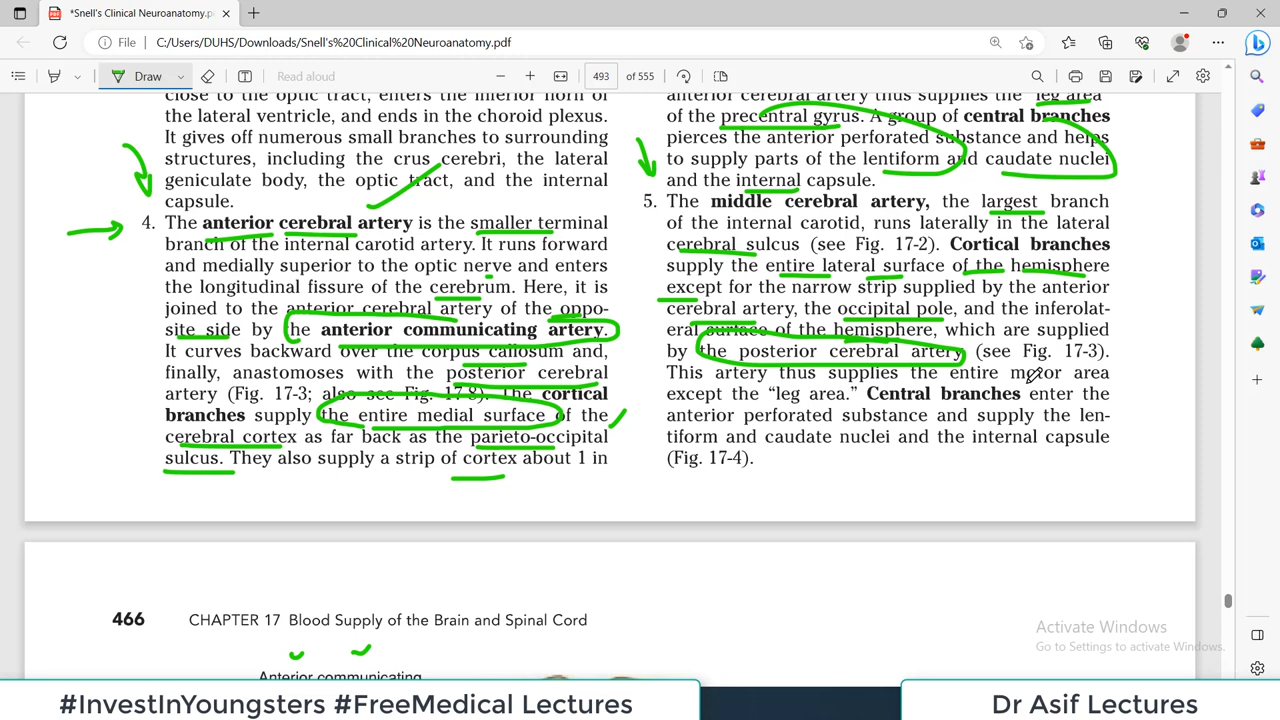 *Snell's Clinical Neuroanatomy.p
File
C:/Users/DUHS/Downloads/Snell's%20Clinical%20Neuroanatomy.pdf
Draw
Read aloud
493 of 555
close to the optic tract, enters the inferior horn of
the lateral ventricle, and ends in the choroid plexus.
It gives off numerous small branches to surrounding
structures, including the crus cerebri, the lateral
geniculate body, the optic tract, and the internal
capsule.
4. The anterior cerebral artery is the smaller terminal
branch of the internal carotid artery. It runs forward
and medially superior to the optic nerve and enters
the longitudinal fissure of the cerebrum. Here, it is
joined to the anterior cerebral artery of the oppo-
site side by the anterior communicating artery.
It curves backward over the corpus callosum and,
finally, anastomoses with the posterior cerebral
artery (Fig. 17-3; also see Fig. 17-8). The cortical
branches supply the entire medial surface of the
cerebral cortex as far back as the parieto-occipital
sulcus. They also supply a strip of cortex about 1 in
anterior cerebral artery thus supplies the "leg area"
of the precentral gyrus. A group of central branches
pierces the anterior perforated substance and helps
to supply parts of the lentiform and caudate nuclei
and the internal capsule.
5. The middle cerebral artery, the largest branch
of the internal carotid, runs laterally in the lateral
cerebral sulcus (see Fig. 17-2). Cortical branches
supply the entire lateral surface of the hemisphere
except for the narrow strip supplied by the anterior
cerebral artery, the occipital pole, and the inferolat-
eral surface of the hemisphere, which are supplied
by the posterior cerebral artery (see Fig. 17-3).
This artery thus supplies the entire motor area
except the "leg area." Central branches enter the
anterior perforated substance and supply the len-
tiform and caudate nuclei and the internal capsule
(Fig. 17-4).
466 CHAPTER 17 Blood Supply of the Brain and Spinal Cord
Anterior communicating
Activate Windows
Go to Settings to activate Windows.
#InvestInYoungsters #FreeMedical Lectures
Dr Asif Lectures